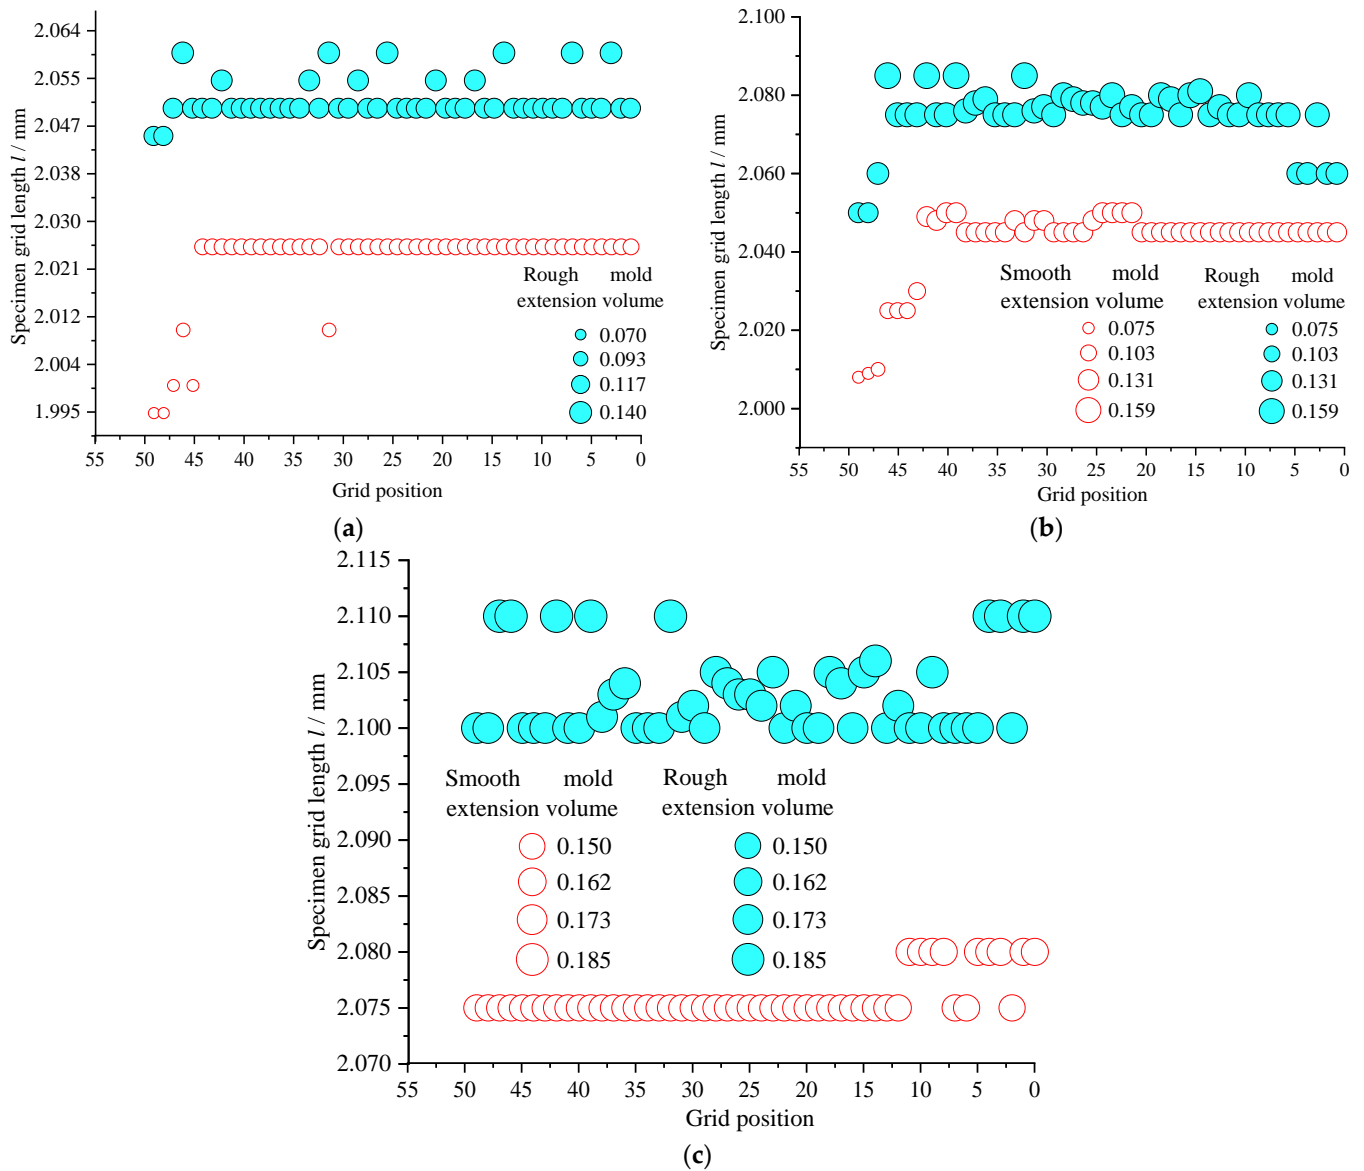 2.064
2.055
2.047
2.038
2.030
2.021
2.012
2.004
1.995
Specimen grid length l / mm
Rough mold
extension volume
0.070
0.093
0.117
0.140
55 50 45 40 35 30 25 20 15 10 5 0
Grid position
(a)
2.100
2.080
2.060
2.040
2.020
2.000
Specimen grid length l / mm
Smooth mold
extension volume
0.075
0.103
0.131
0.159
Rough mold
extension volume
0.075
0.103
0.131
0.159
55 50 45 40 35 30 25 20 15 10 5 0
Grid position
(b)
2.115
2.110
2.105
2.100
2.095
2.090
2.085
2.080
2.075
2.070
Specimen grid length l / mm
Smooth mold
extension volume
0.150
0.162
0.173
0.185
Rough mold
extension volume
0.150
0.162
0.173
0.185
55 50 45 40 35 30 25 20 15 10 5 0
Grid position
(c)